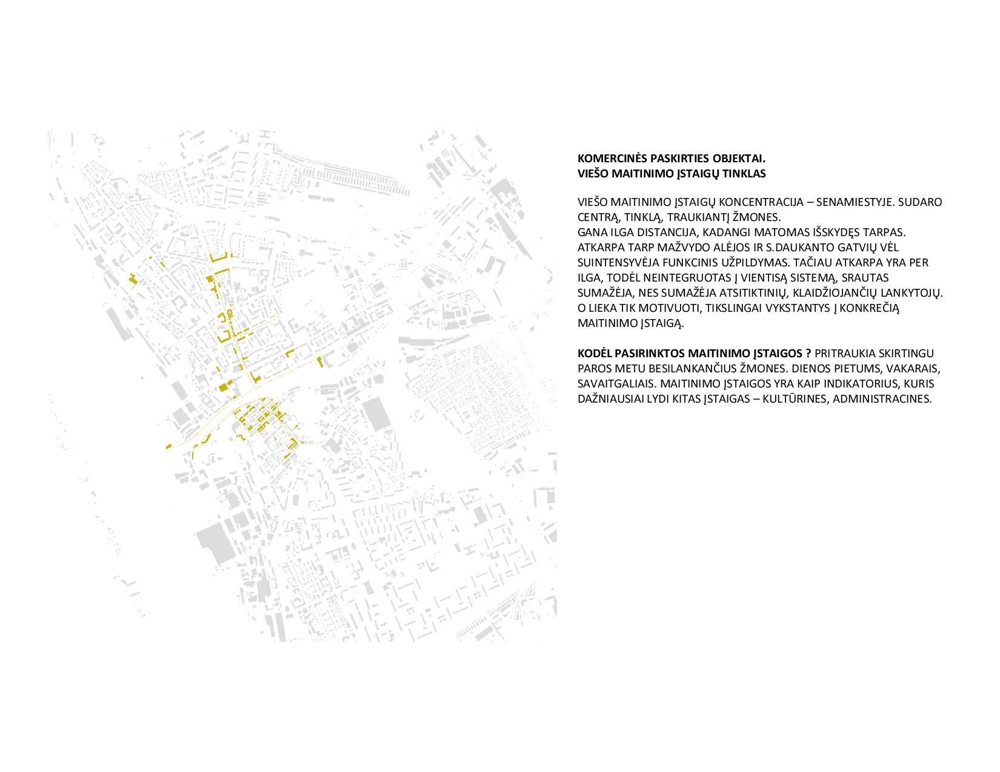 KOMERCINĖS PASKIRTIES OBJEKTAI.
VIEŠO MAITINIMO ĮSTAIGŲ TINKLAS
VIEŠO MAITINIMO ĮSTAIGŲ KONCENTRACIJA – SENAMIESTYJE. SUDARO
CENTRĄ, TINKLĄ, TRAUKIANTĮ ŽMONES.
GANA ILGA DISTANCIJA, KADANGI MATOMAS IŠSKYDĘS TARPAS.
ATKARPA TARP MAŽVYDO ALĖJOS IR S.DAUKANTO GATVIŲ VĖL
SUINTENSYVĖJA FUNKCINIS UŽPILDYMAS. TAČIAU ATKARPA YRA PER
ILGA, TODĖL NEINTEGRUOTAS Į VIENTISĄ SISTEMĄ, SRAUTAS
SUMAŽĖJA, NES SUMAŽĖJA ATSITIKTINIŲ, KLAIDŽIOJANČIŲ LANKYTOJŲ.
O LIEKA TIK MOTIVUOTI, TIKSLINGAI VYKSTANTYS Į KONKREČIĄ
MAITINIMO ĮSTAIGĄ.
KODĖL PASIRINKTOS MAITINIMO ĮSTAIGOS ? PRITRAUKIA SKIRTINGU
PAROS METU BESILANKANČIUS ŽMONES. DIENOS PIETUMS, VAKARAIS,
SAVAITGALIAIS. MAITINIMO ĮSTAIGOS YRA KAIP INDIKATORIUS, KURIS
DAŽNIAUSIAI LYDI KITAS ĮSTAIGAS – KULTŪRINES, ADMINISTRACINES.